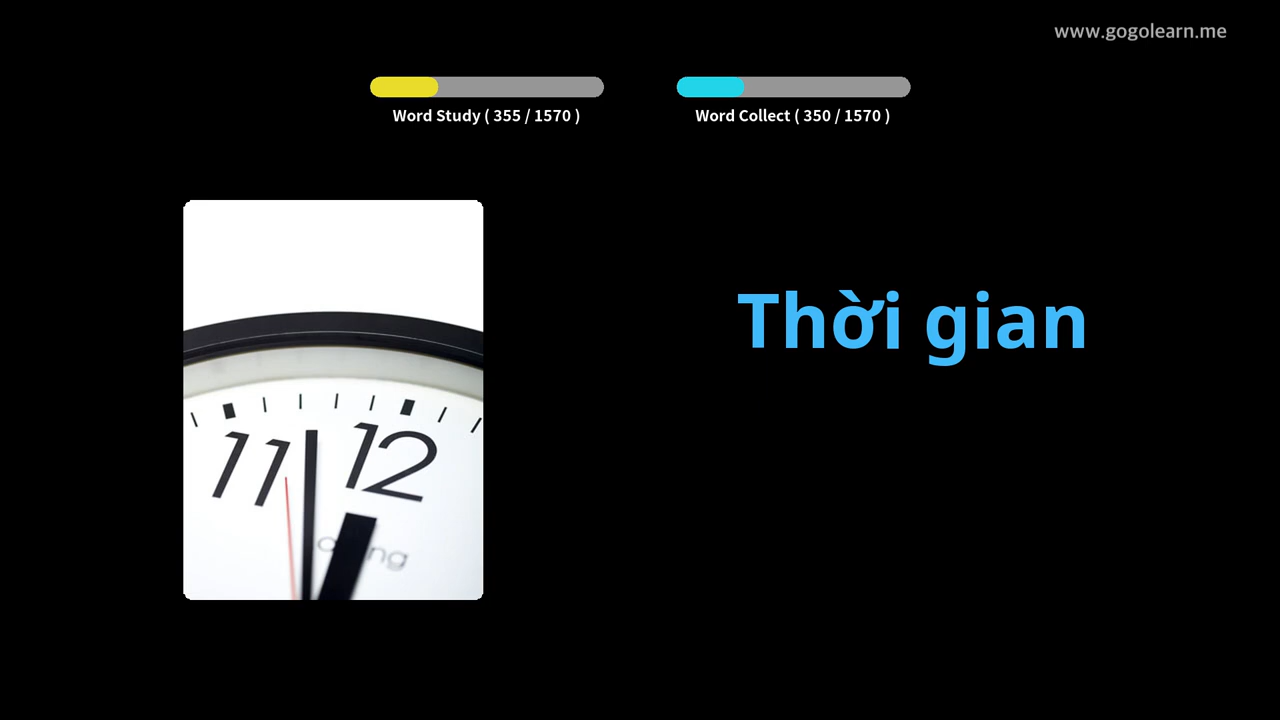 www.gogolearn.me
Word Study ( 355 / 1570 )
Word Collect ( 350 / 1570 )
Thời gian
11
12